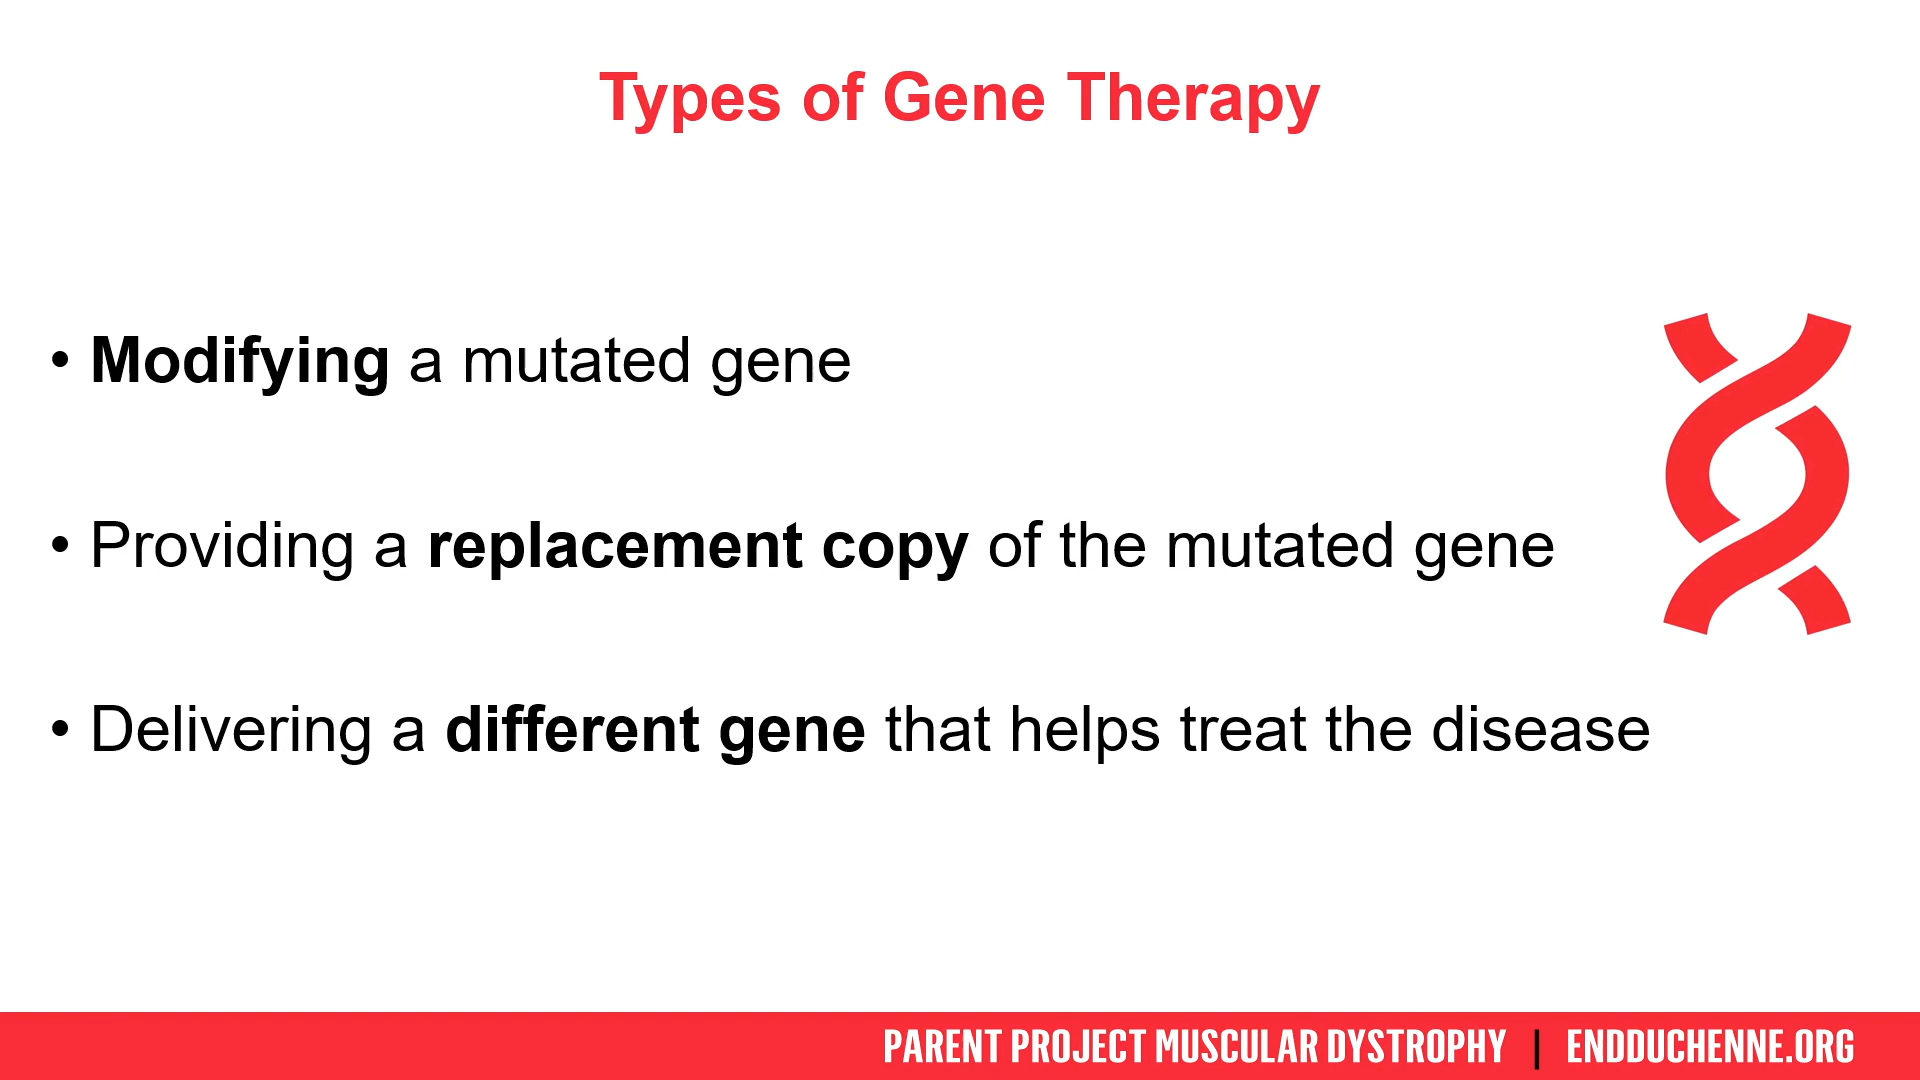 Types of Gene Therapy
• Modifying a mutated gene
• Providing a replacement copy of the mutated gene
• Delivering a different gene that helps treat the disease
PARENT PROJECT MUSCULAR DYSTROPHY | ENDDUCHENNE.ORG